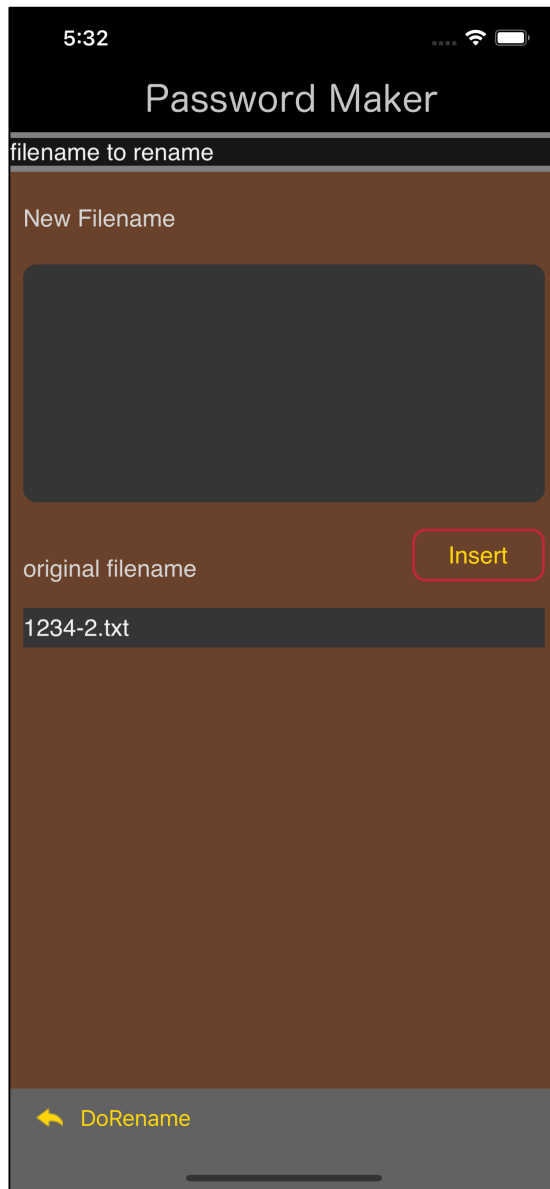 5:32
Password Maker
filename to rename
New Filename
Insert
original filename
1234-2.txt
DoRename